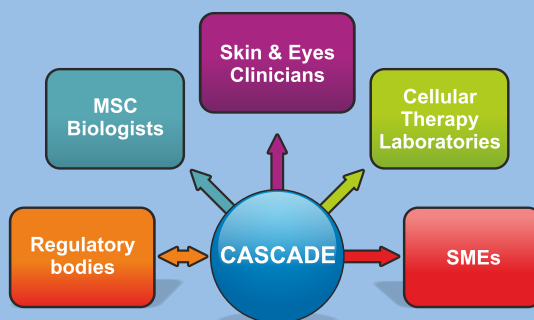 Skin & Eyes
Clinicians
MSC
Biologists
Cellular
Therapy
Laboratories
Regulatory
bodies
CASCADE
SMEs